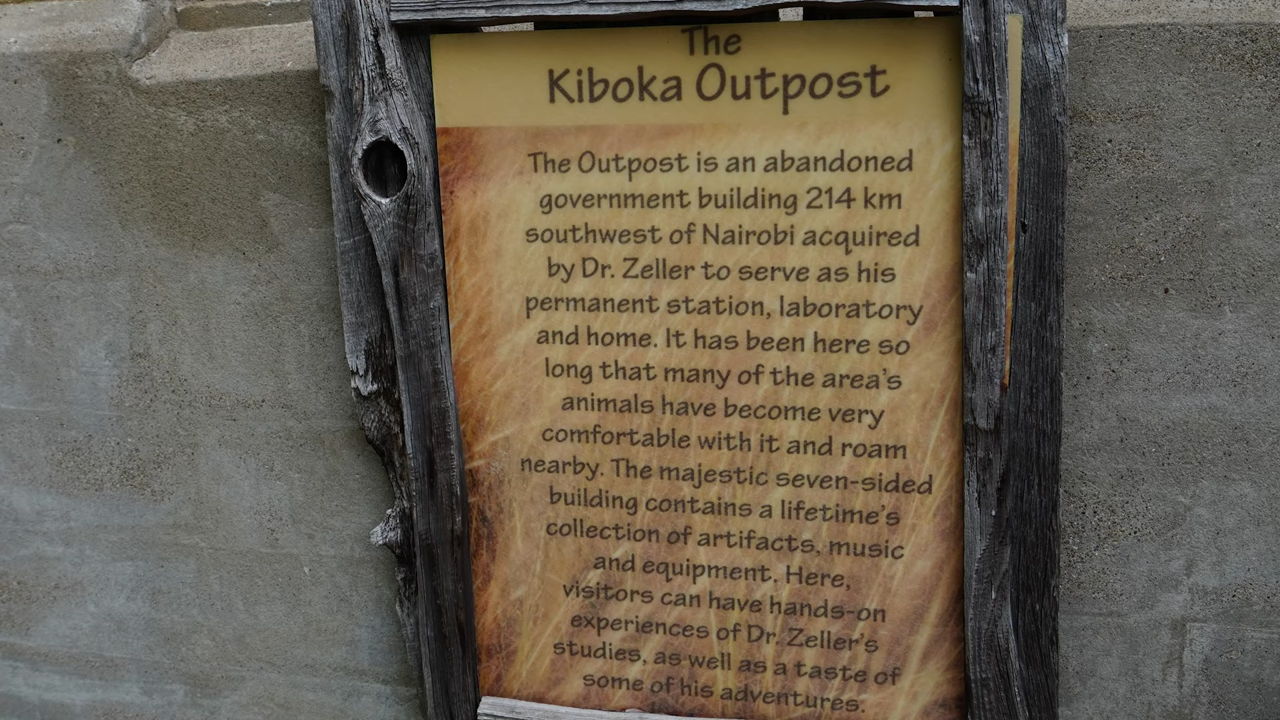 The
Kiboka Outpost
The Outpost is an abandoned
government building 214 km
southwest of Nairobi acquired
by Dr. Zeller to serve as his
permanent station, laboratory
and home. It has been here so
long that many of the area's
animals have become very
comfortable with it and roam
nearby. The majestic seven-sided
building contains a lifetime's
collection of artifacts, music
and equipment. Here,
visitors can have hands-on
experiences of Dr. Zeller's
studies, as well as a taste of
some of his adventures.